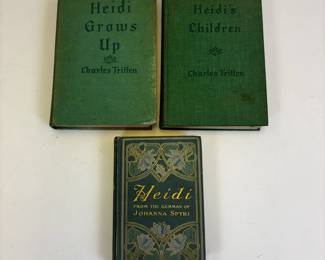 Heidi
Grows
Up
Charles Tritten
Heidi's
Children
Charles Tritten
Heidi
FROM THE GERMAN OF
JOHANNA SPYRI